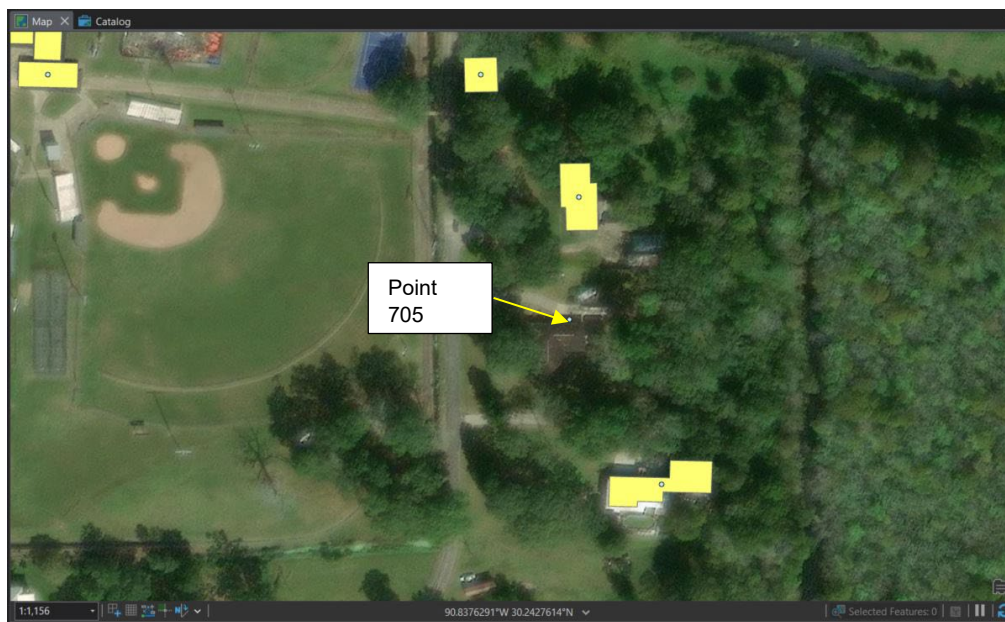 Map
Catalog
Point
705
1:1,156
90.8376291°W 30.2427614°N
Selected Features: 0